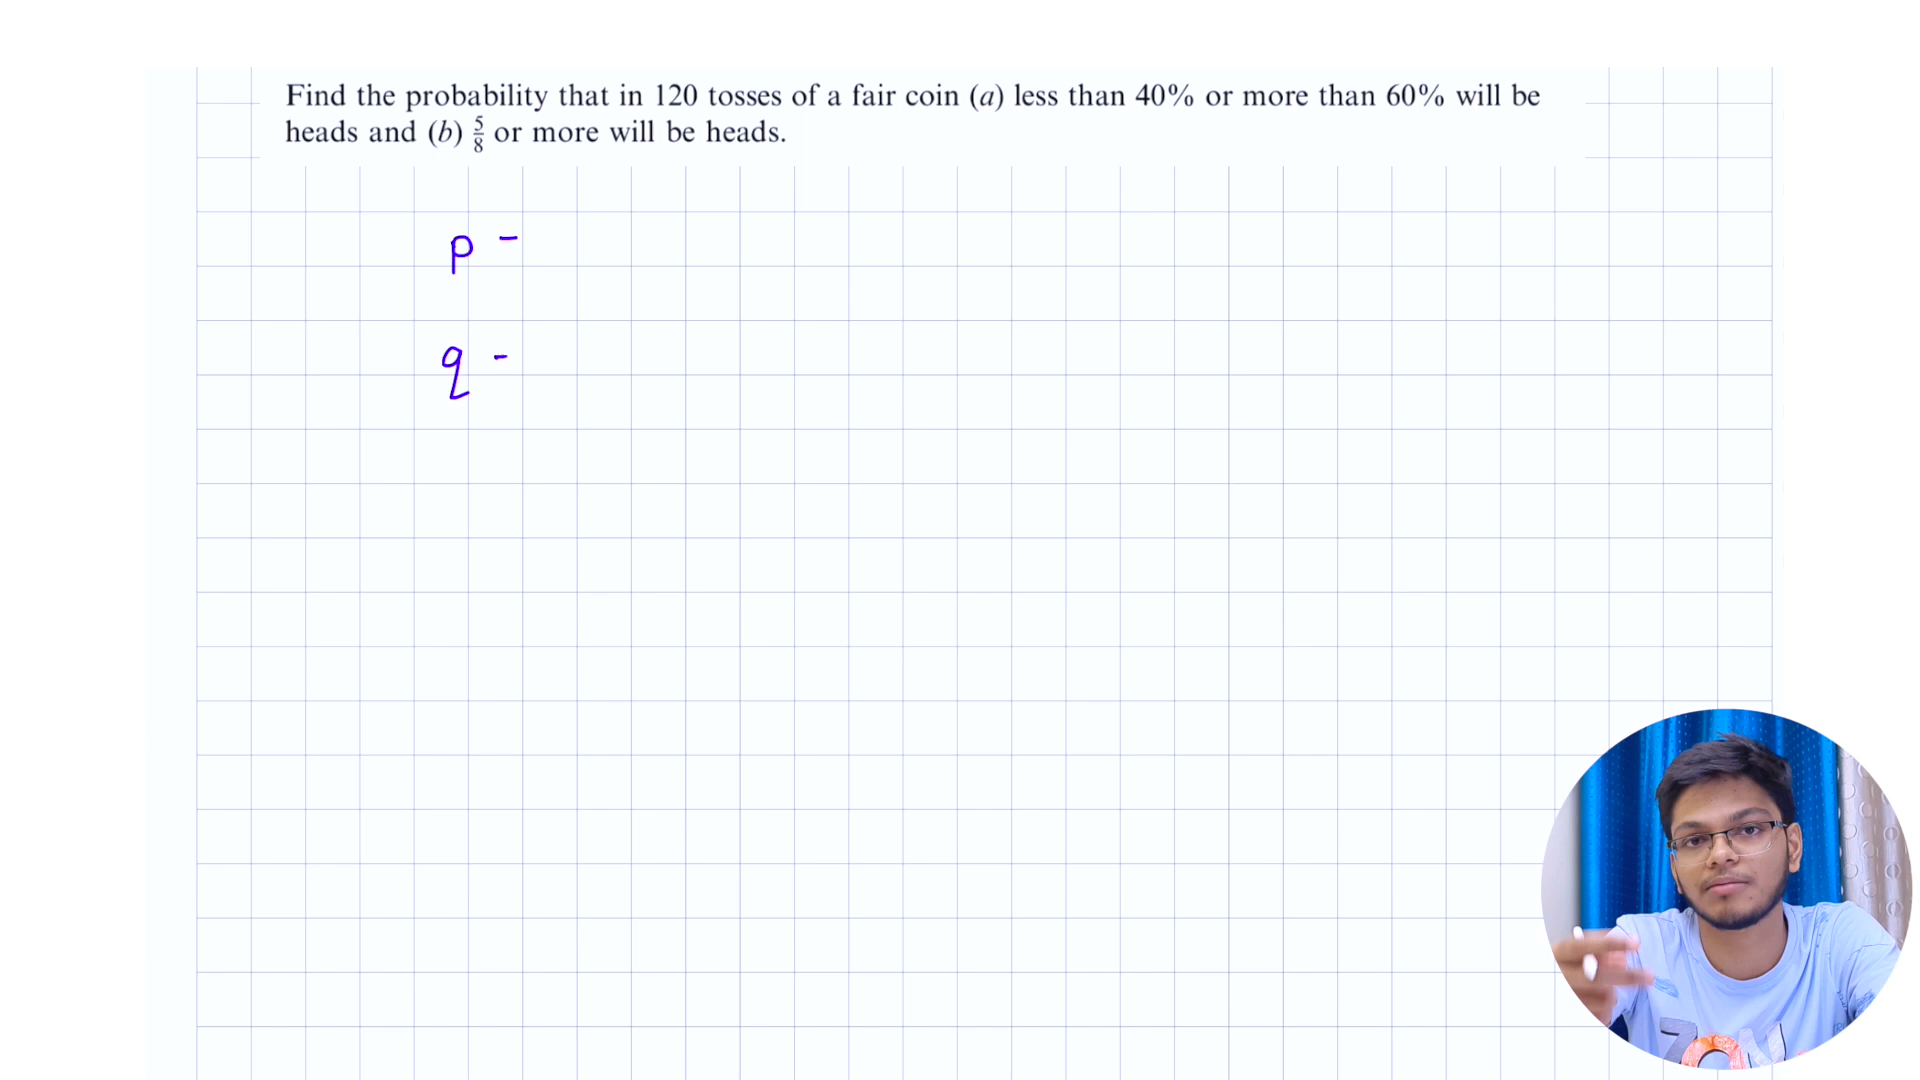 Find the probability that in 120 tosses of a fair coin (a) less than 40% or more than 60% will be
heads and (b) 5/8 or more will be heads.
p -
q -